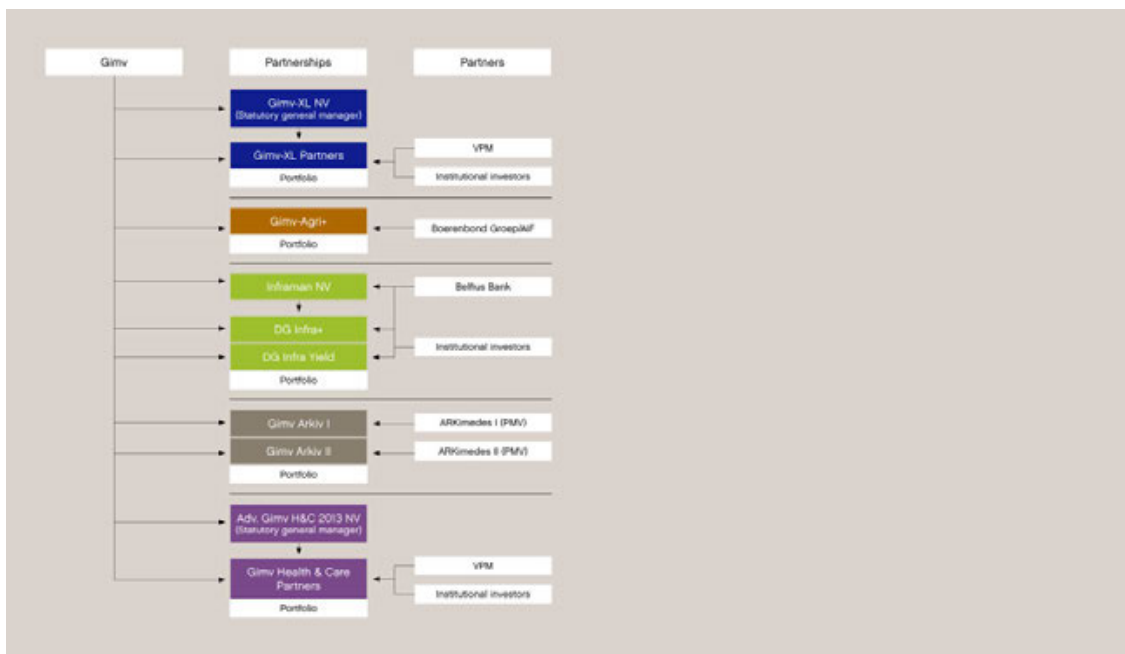 Gimv
Partnerships
Partners
Gimv-XL NV
(Statutory general manager)
Gimv-XL Partners
Portfolio
VPM
Institutional investors
Gimv-Agri+
Portfolio
Boerenbond Groep/AIF
Inframan NV
DG Infra+
DG Infra Yield
Portfolio
Belfius Bank
Institutional investors
Gimv Arkiv I
Gimv Arkiv II
Portfolio
ARKimedes I (PMV)
ARKimedes II (PMV)
Adv. Gimv H&C 2013 NV
(Statutory general manager)
Gimv Health & Care
Partners
Portfolio
VPM
Institutional investors